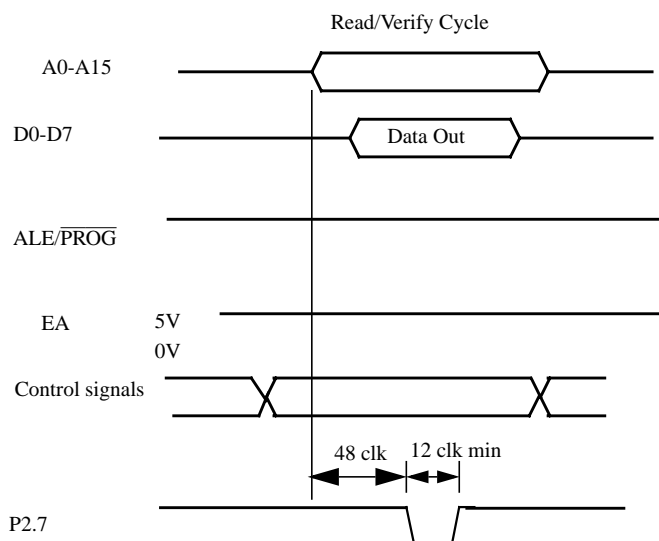 Read/Verify Cycle
A0-A15
D0-D7
Data Out
ALE/PROG
EA
5V
0V
Control signals
48 clk
12 clk min
P2.7